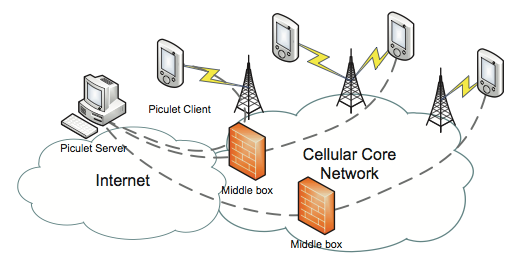 Piculet Client
Piculet Server
Internet
Cellular Core
Network
Middle box
Middle box